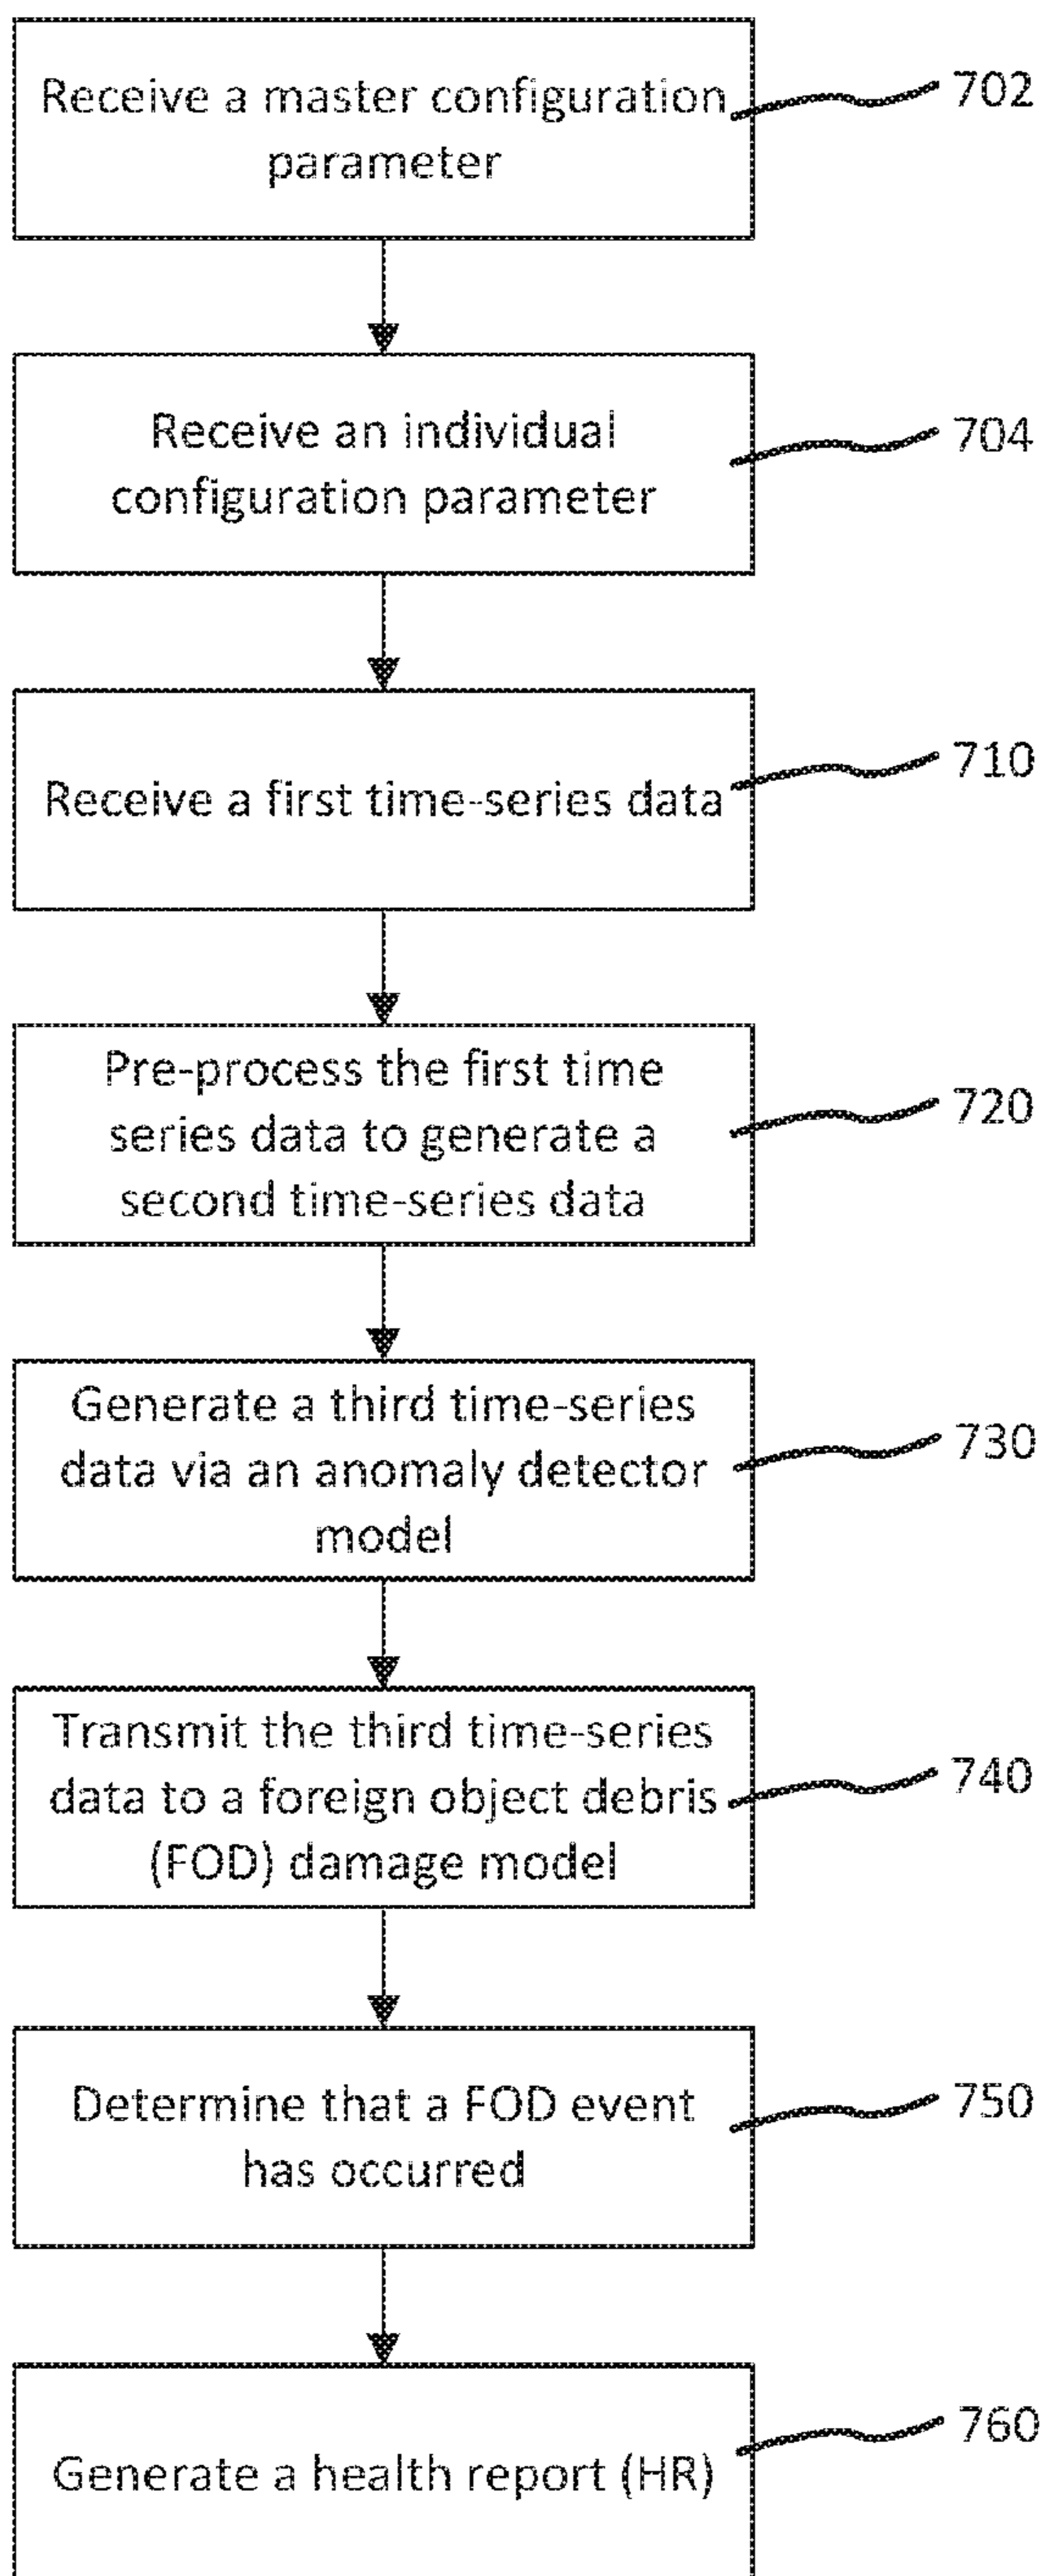 Receive a master configuration
parameter
702
Receive an individual
configuration parameter
704
Receive a first time-series data
710
Pre-process the first time
series data to generate a
second time-series data
720
Generate a third time-series
data via an anomaly detector
model
730
Transmit the third time-series
data to a foreign object debris
(FOD) damage model
740
Determine that a FOD event
has occurred
750
Generate a health report (HR)
760